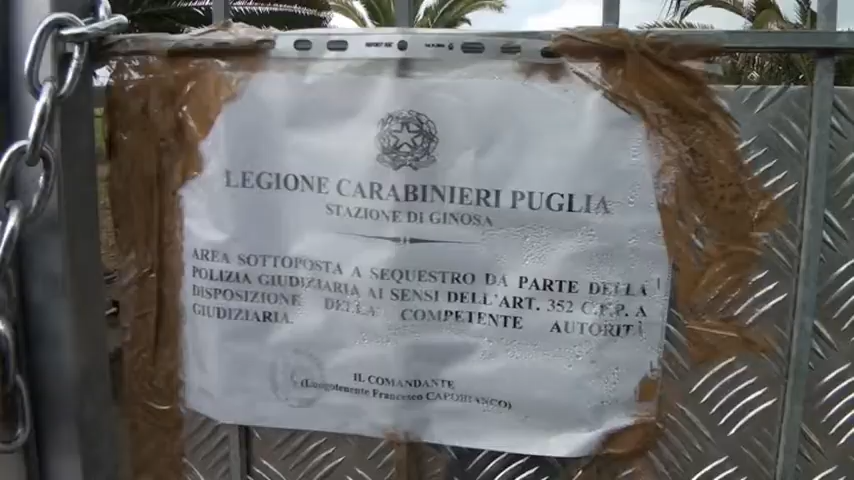 LEGIONE CARABINIERI PUGLIA
STAZIONE DI GINOSA
AREA SOTTOPOSTA A SEQUESTRO DA PARTE DELLA
POLIZIA GIUDIZIARIA AI SENSI DELL'ART. 352 C.P.P. A
DISPOSIZIONE DELLA COMPETENTE AUTORITÀ
GIUDIZIARIA.
IL COMANDANTE
(Luogotenente Francesco CAPOBIANCO)